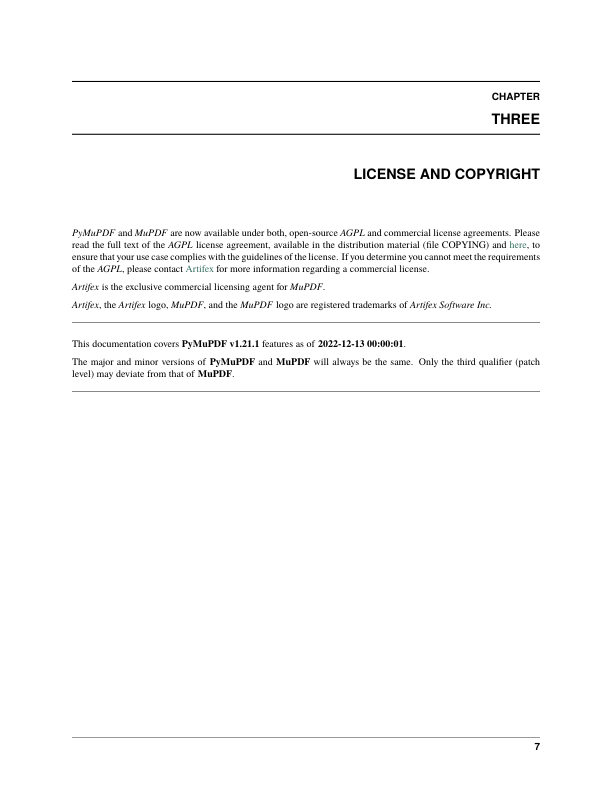 CHAPTER
THREE
LICENSE AND COPYRIGHT
PyMuPDF and MuPDF are now available under both, open-source AGPL and commercial license agreements. Please
read the full text of the AGPL license agreement, available in the distribution material (file COPYING) and here, to
ensure that your use case complies with the guidelines of the license. If you determine you cannot meet the requirements
of the AGPL, please contact Artifex for more information regarding a commercial license.
Artifex is the exclusive commercial licensing agent for MuPDF.
Artifex, the Artifex logo, MuPDF, and the MuPDF logo are registered trademarks of Artifex Software Inc.
This documentation covers PyMuPDF v1.21.1 features as of 2022-12-13 00:00:01.
The major and minor versions of PyMuPDF and MuPDF will always be the same. Only the third qualifier (patch
level) may deviate from that of MuPDF.
7